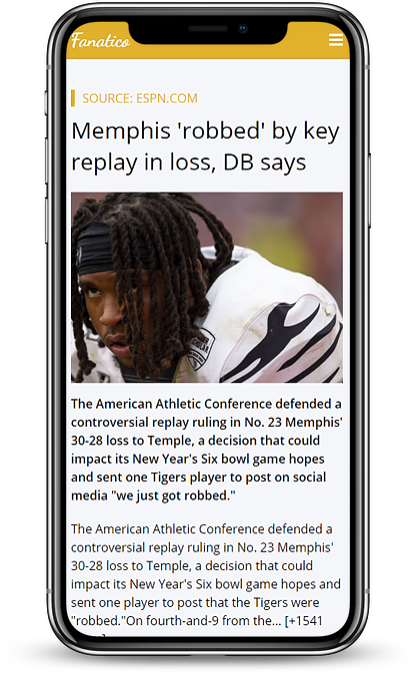 Fanatico
SOURCE: ESPN.COM
Memphis 'robbed' by key
replay in loss, DB says
The American Athletic Conference defended a
controversial replay ruling in No. 23 Memphis'
30-28 loss to Temple, a decision that could
impact its New Year's Six bowl game hopes
and sent one Tigers player to post on social
media "we just got robbed."
The American Athletic Conference defended a
controversial replay ruling in No. 23 Memphis'
30-28 loss to Temple, a decision that could
impact its New Year's Six bowl game hopes and
sent one player to post that the Tigers were
"robbed."On fourth-and-9 from the... [+1541